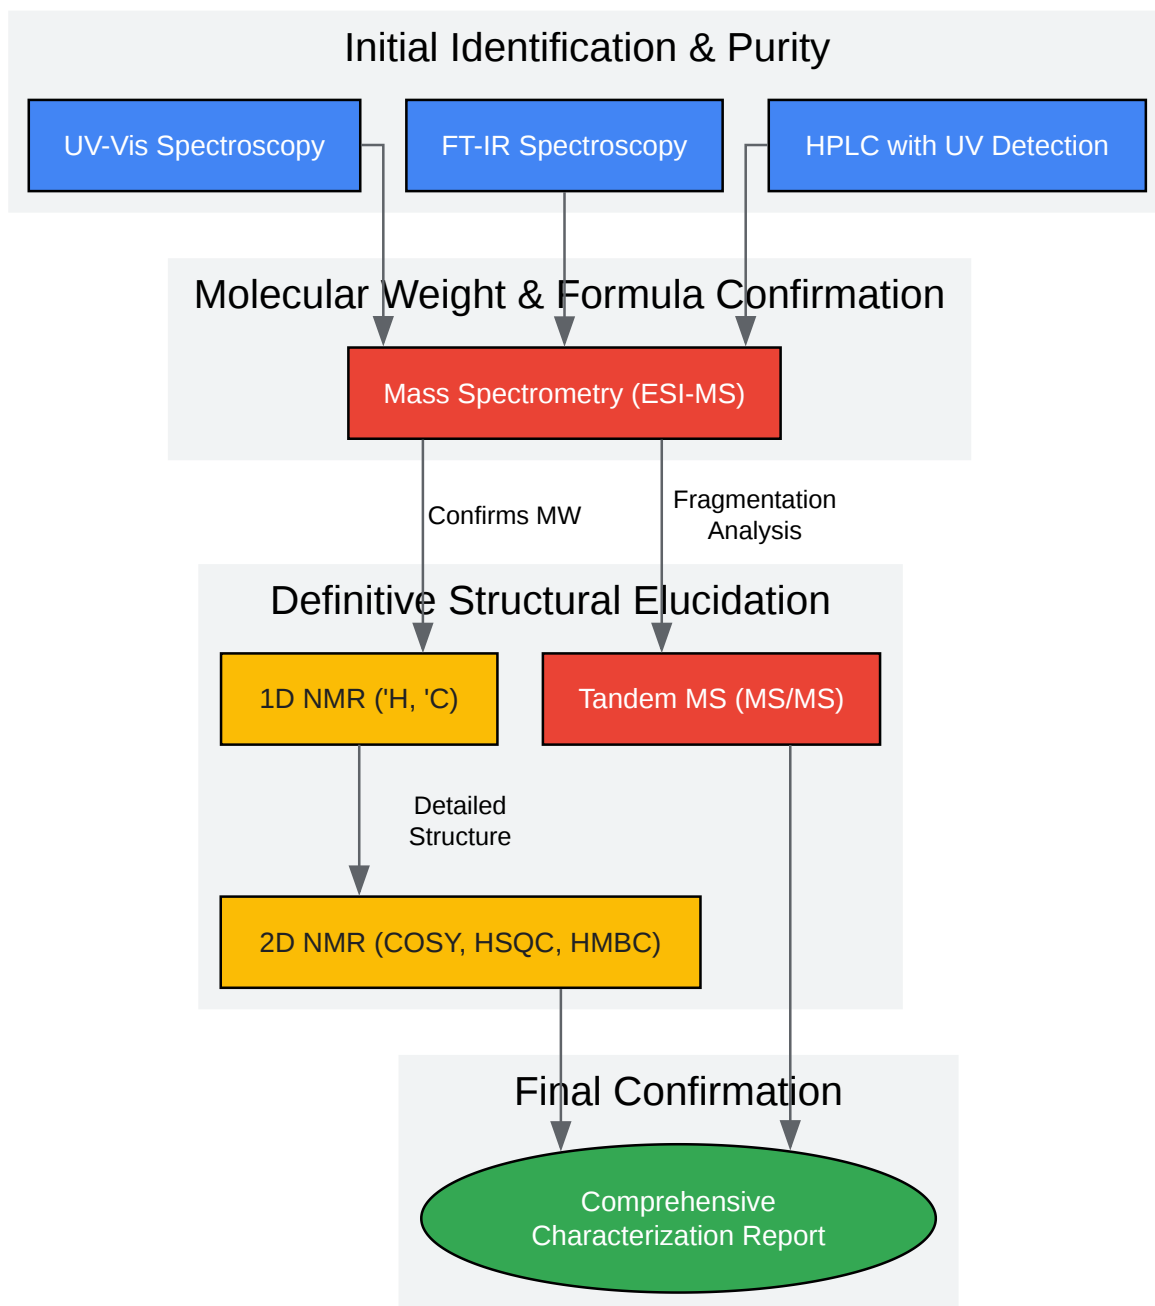 Initial Identification & Purity
UV-Vis Spectroscopy
FT-IR Spectroscopy
HPLC with UV Detection
Molecular Weight & Formula Confirmation
Mass Spectrometry (ESI-MS)
Confirms MW
Fragmentation
Analysis
Definitive Structural Elucidation
1D NMR ('H, 'C)
Tandem MS (MS/MS)
Detailed
Structure
2D NMR (COSY, HSQC, HMBC)
Final Confirmation
Comprehensive
Characterization Report